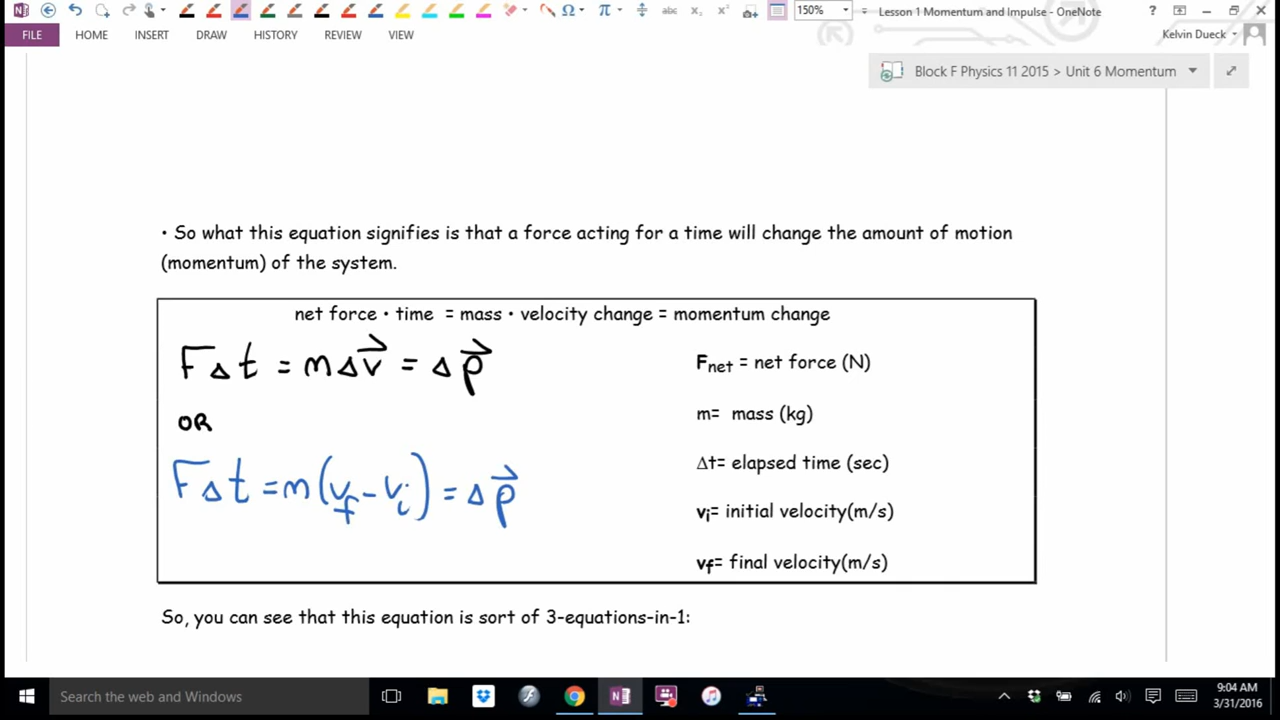 150%
Lesson 1 Momentum and Impulse - OneNote
FILE HOME INSERT DRAW HISTORY REVIEW VIEW
Kelvin Dueck
Block F Physics 11 2015 > Unit 6 Momentum
• So what this equation signifies is that a force acting for a time will change the amount of motion
(momentum) of the system.
net force • time = mass • velocity change = momentum change
FΔt = mΔv⃗ = Δp⃗
Fnet = net force (N)
OR
m= mass (kg)
Δt= elapsed time (sec)
FΔt = m(vf - vi) = Δp⃗
vi= initial velocity(m/s)
vf= final velocity(m/s)
So, you can see that this equation is sort of 3-equations-in-1:
Search the web and Windows
9:04 AM
3/31/2016